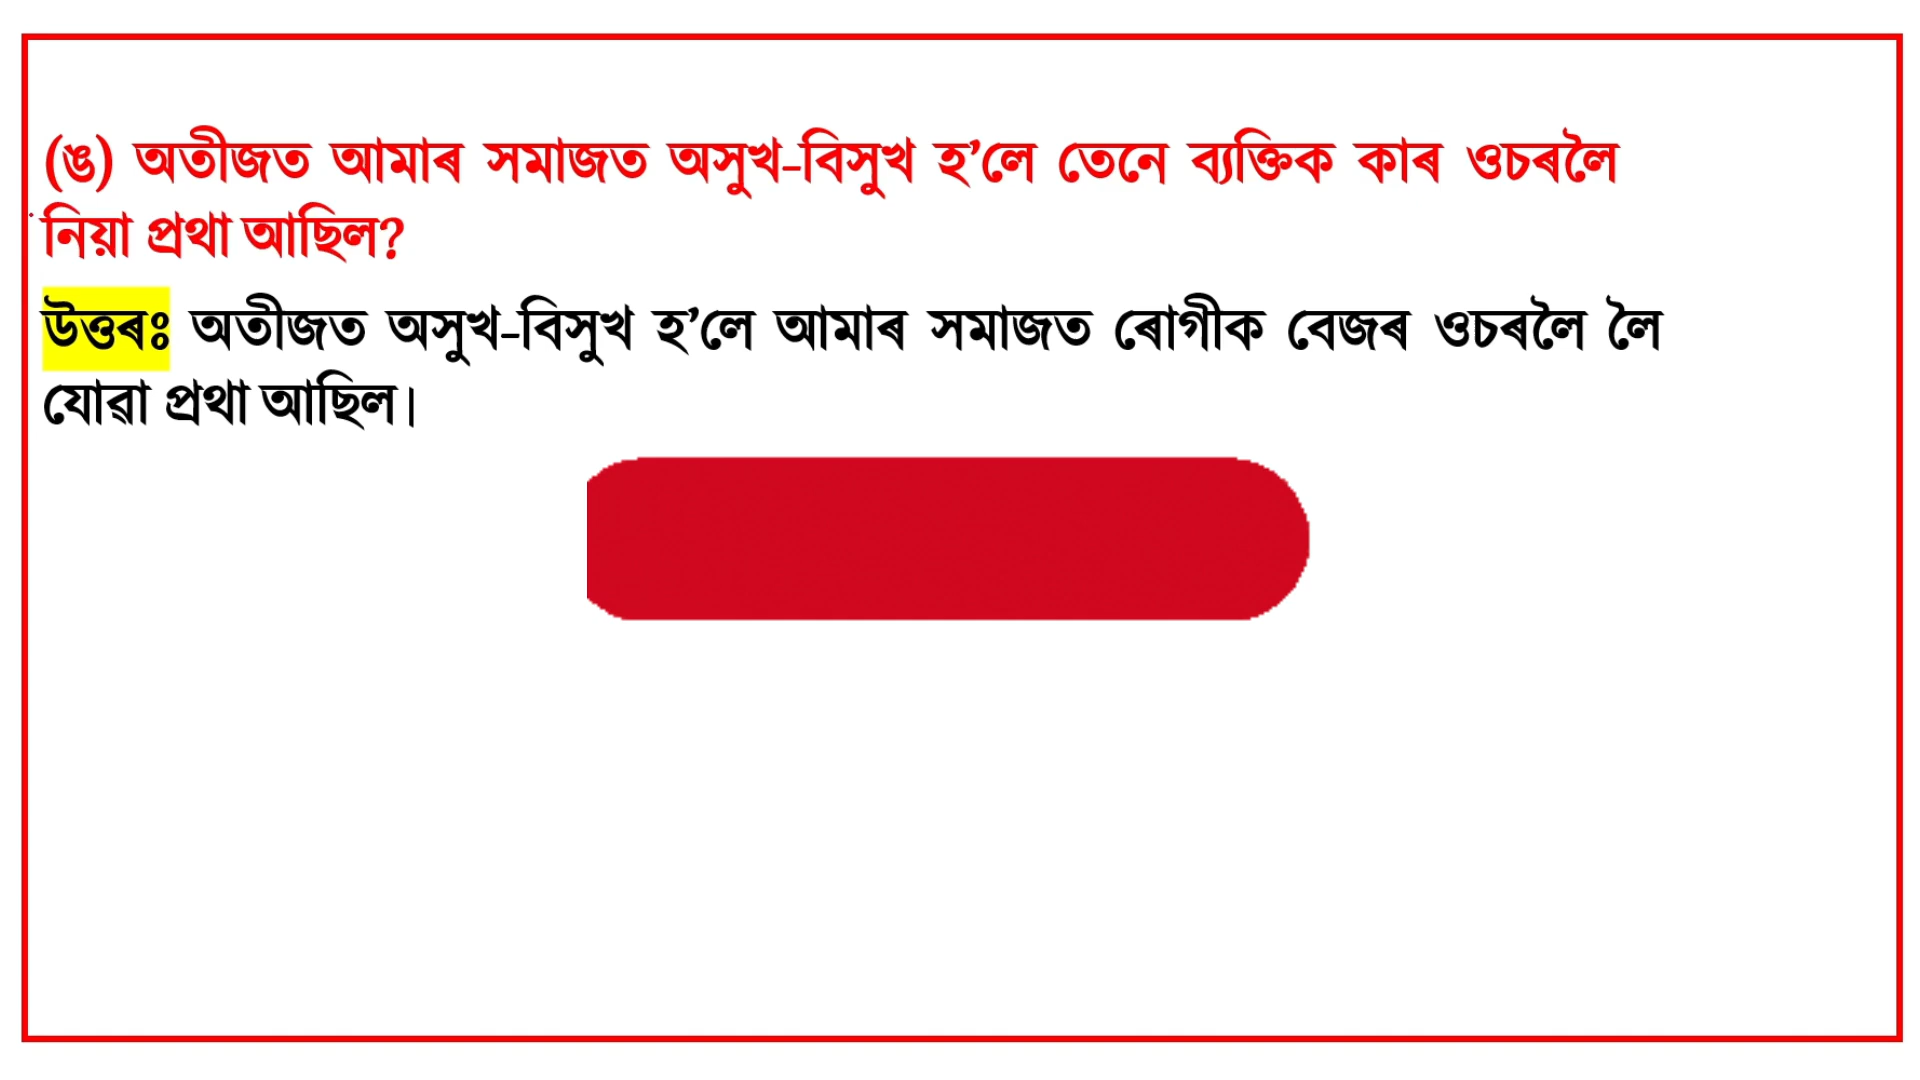 (ঙ) অতীজত আমাৰ সমাজত অসুখ-বিসুখ হ’লে তেনে ব্যক্তিক কাৰ ওচৰলৈ
নিয়া প্ৰথা আছিল?
উত্তৰঃ অতীজত অসুখ-বিসুখ হ’লে আমাৰ সমাজত ৰোগীক বেজৰ ওচৰলৈ লৈ
যোৱা প্ৰথা আছিল।